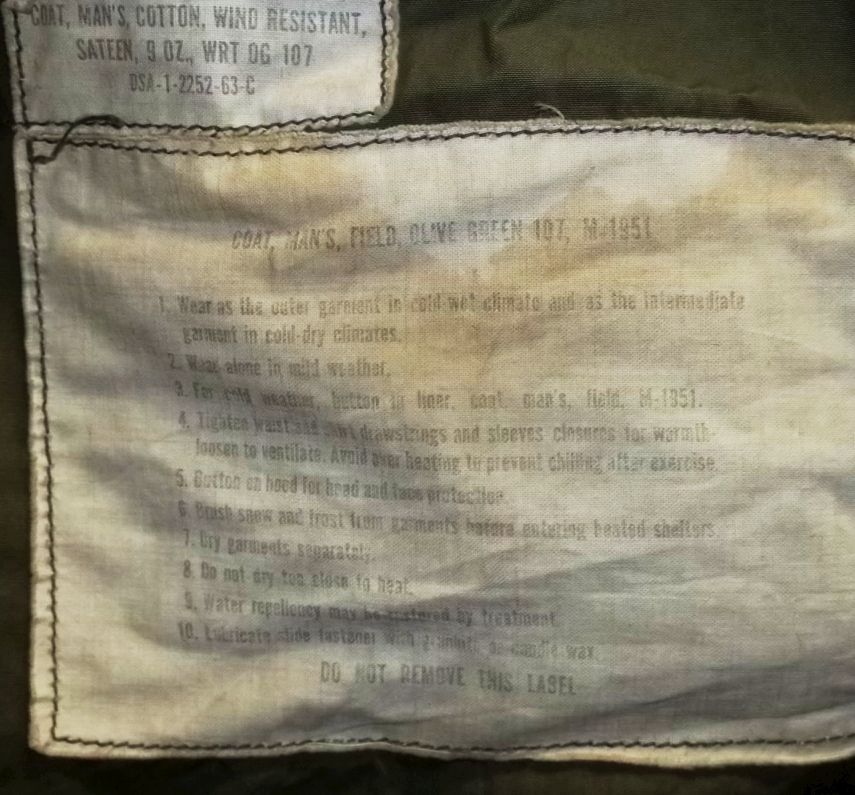 COAT, MAN'S, COTTON, WIND RESISTANT,
SATEEN, 9 OZ., WRT OG 107
DSA-1-2252-63-C
COAT, MAN'S, FIELD, OLIVE GREEN 107, M-1951
1. Wear as the outer garment in cold-wet climate and as the intermediate
garment in cold-dry climates.
2. Wear alone in mild weather.
3. For cold weather, button in liner, coat, man's, field, M-1951.
4. Tighten waist and skirt drawstrings and sleeves closures for warmth-
loosen to ventilate. Avoid over heating to prevent chilling after exercise.
5. Button on hood for head and face protection.
6. Brush snow and frost from garments before entering heated shelters.
7. Dry garments separately.
8. Do not dry too close to heat.
9. Water repellency may be restored by treatment.
10. Lubricate slide fastener with graphite or candle wax.
DO NOT REMOVE THIS LABEL